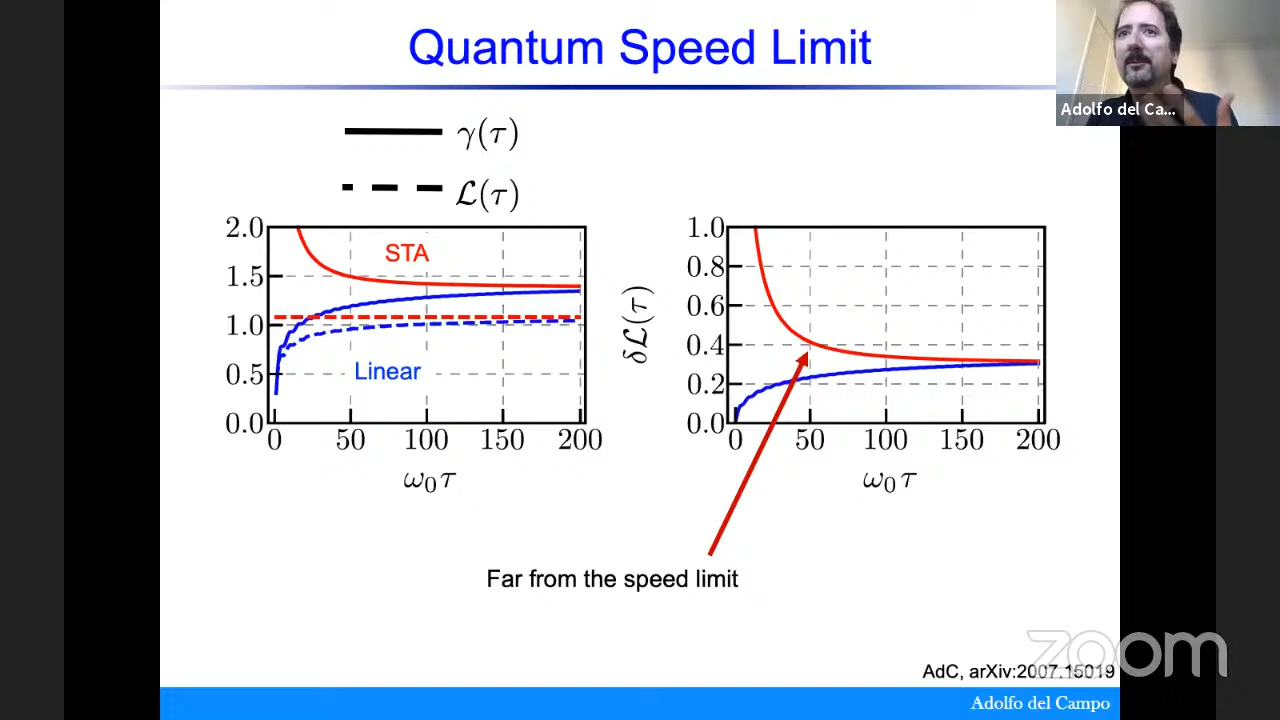 Quantum Speed Limit
Adolfo del Ca...
γ(τ)
ℒ(τ)
2.0
1.5
1.0
0.5
0.0
STA
Linear
0 50 100 150 200
ω₀τ
δℒ(τ)
1.0
0.8
0.6
0.4
0.2
0.0
0 50 100 150 200
ω₀τ
Far from the speed limit
zoom
AdC, arXiv:2007.15019
Adolfo del Campo